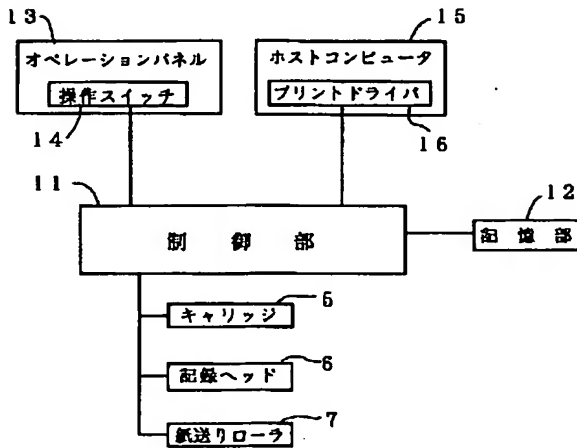 13
15
オペレーションパネル
ホストコンピュータ
操作スイッチ
プリントドライバ
14
16
11
12
制御部
記憶部
5
キャリッジ
6
記録ヘッド
7
紙送りローラ